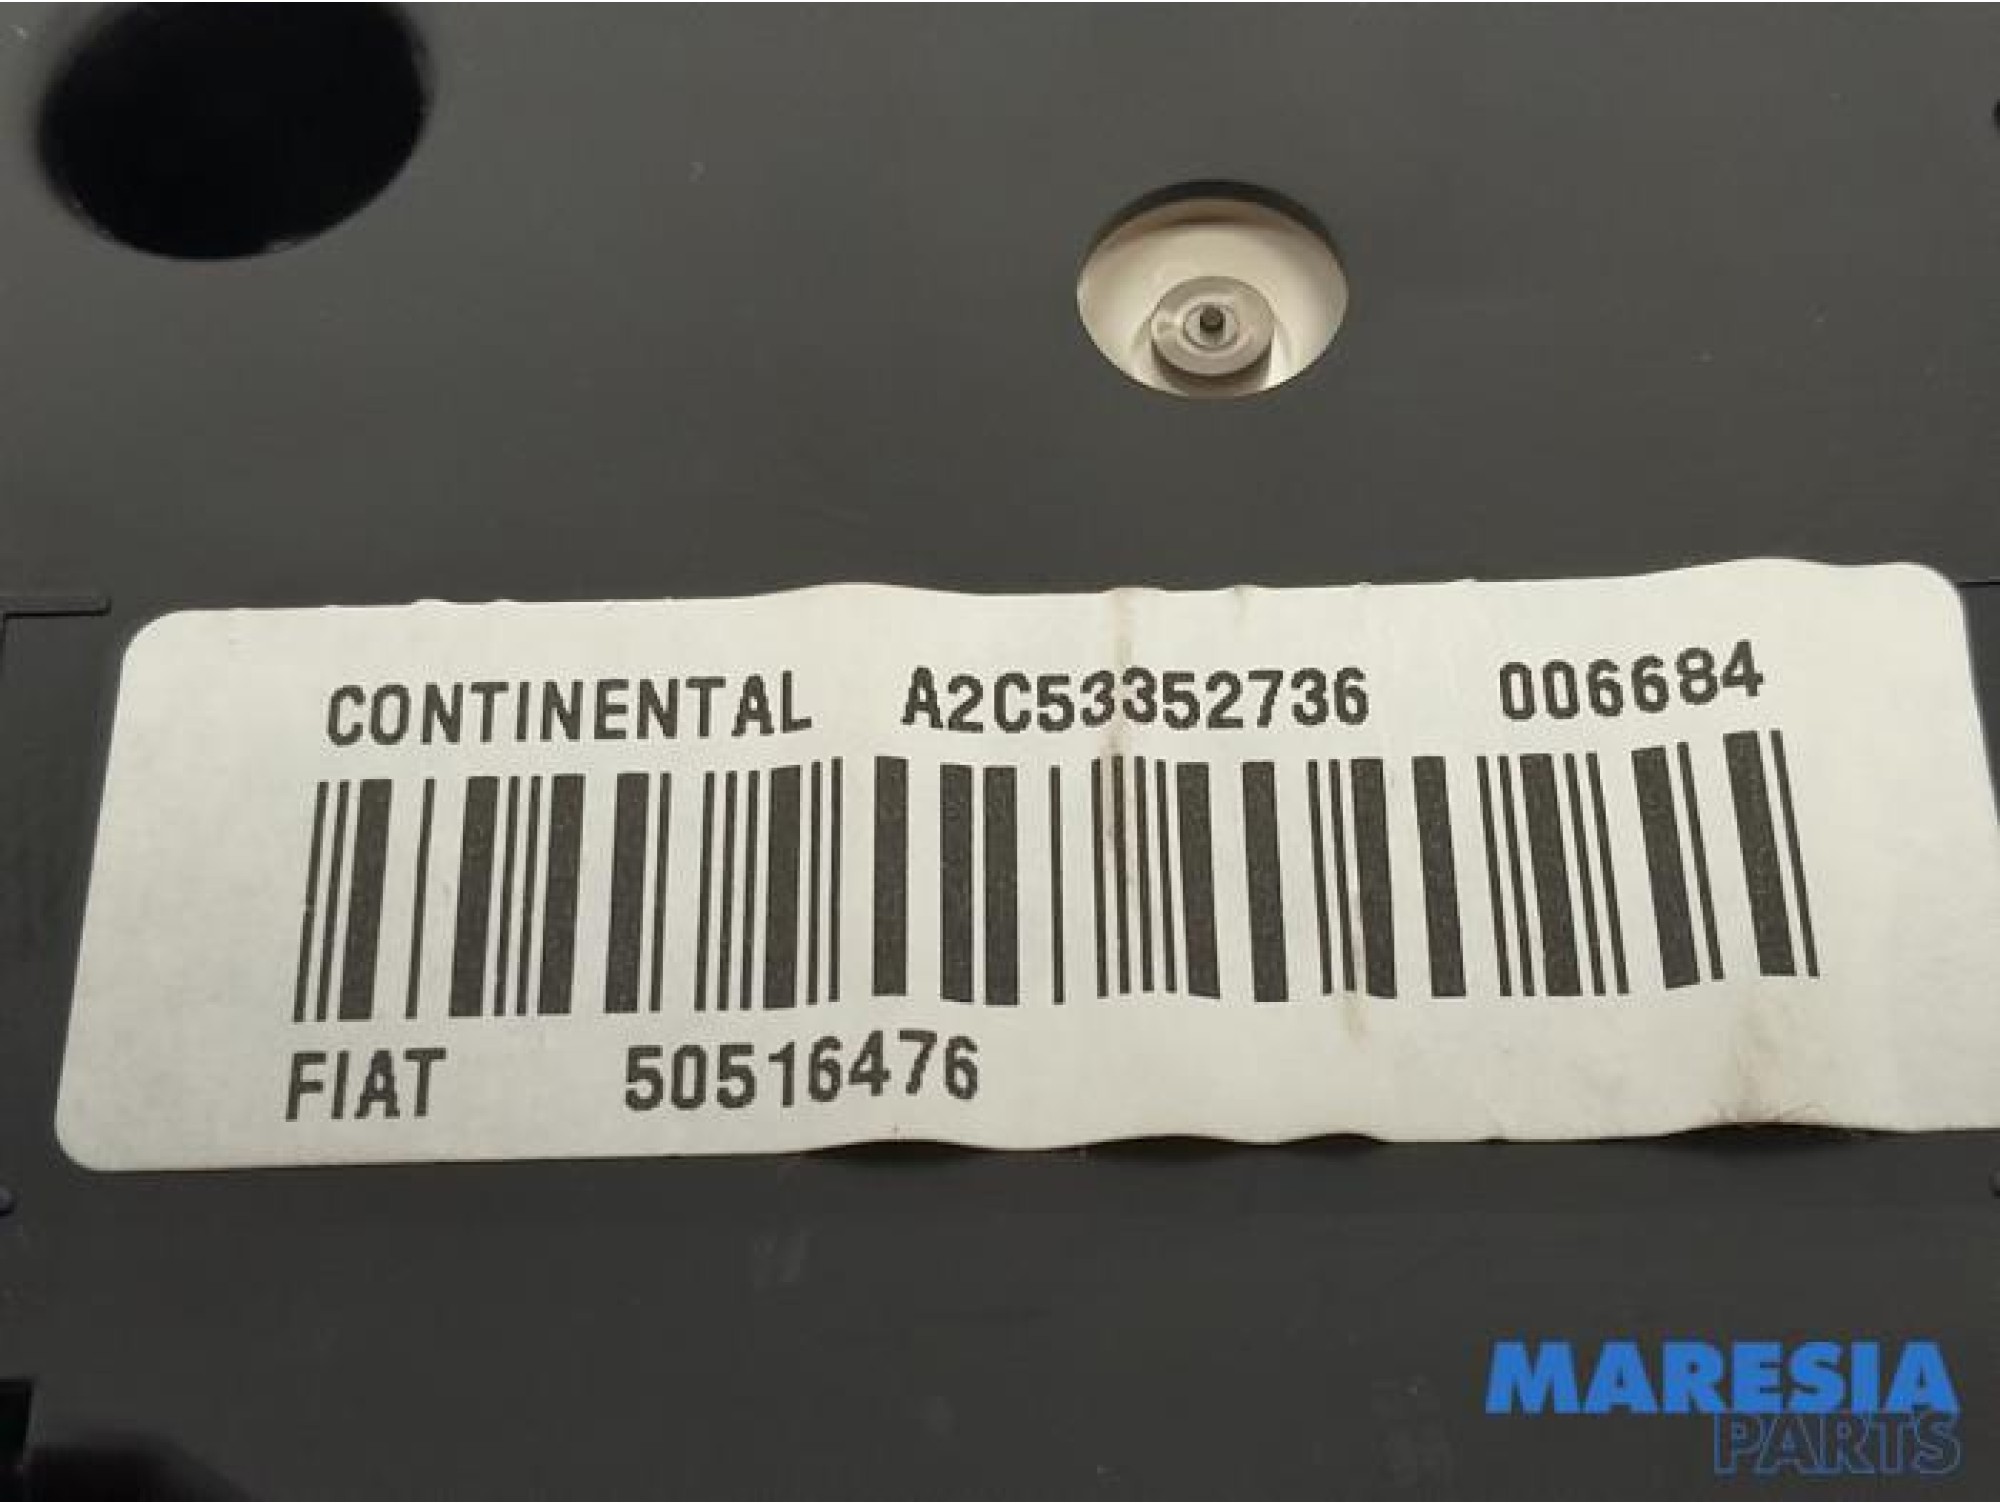 CONTINENTAL A2C53352736 006684
FIAT 50516476
MARESIA
PARTS